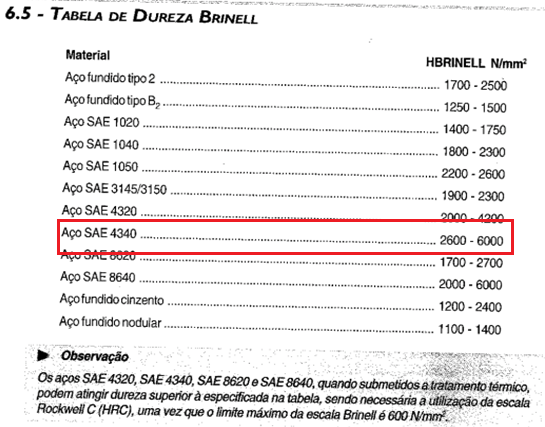 6.5 - TABELA DE DUREZA BRINELL
Material HBRINELL N/mm²
Aço fundido tipo 2 ........ 1700 - 2500
Aço fundido tipo B₂ ........ 1250 - 1500
Aço SAE 1020 ........ 1400 - 1750
Aço SAE 1040 ........ 1800 - 2300
Aço SAE 1050 ........ 2200 - 2600
Aço SAE 3145/3150 ........ 1900 - 2300
Aço SAE 4320 ........ 2000 - 4200
Aço SAE 4340 ........ 2600 - 6000
Aço SAE 8620 ........ 1700 - 2700
Aço SAE 8640 ........ 2000 - 6000
Aço fundido cinzento ........ 1200 - 2400
Aço fundido nodular ........ 1100 - 1400
► Observação
Os aços SAE 4320, SAE 4340, SAE 8620 e SAE 8640, quando submetidos a tratamento térmico,
podem atingir dureza superior à especificada na tabela, sendo necessária a utilização da escala
Rockwell C (HRC), uma vez que o limite máximo da escala Brinell é 600 N/mm².